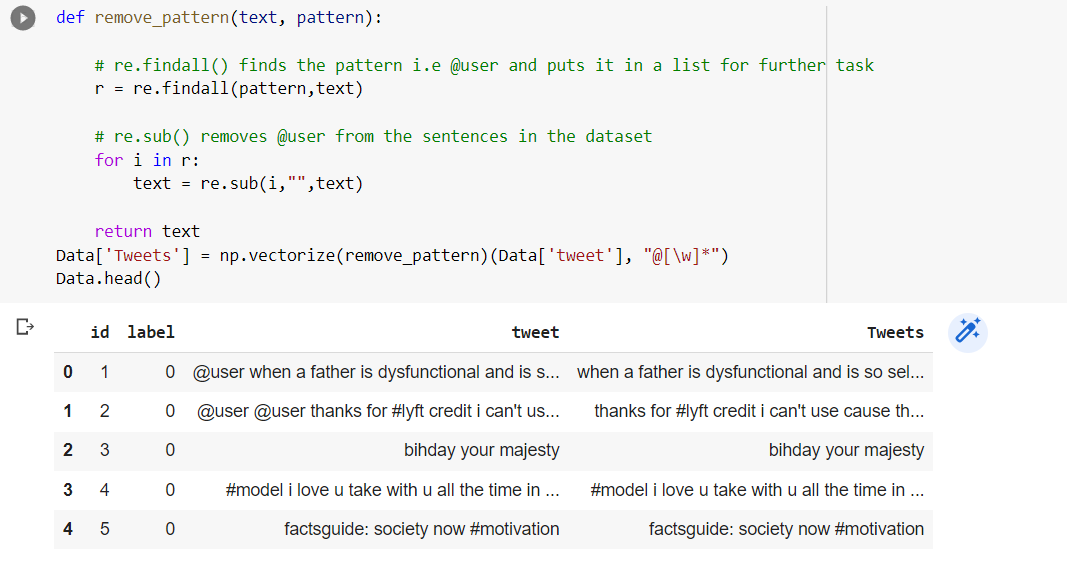 def remove_pattern(text, pattern):
# re.findall() finds the pattern i.e @user and puts it in a list for further task
r = re.findall(pattern,text)
# re.sub() removes @user from the sentences in the dataset
for i in r:
text = re.sub(i,"",text)
return text
Data['Tweets'] = np.vectorize(remove_pattern)(Data['tweet'], "@[\w]*")
Data.head()
id label tweet Tweets
0 1 0 @user when a father is dysfunctional and is s... when a father is dysfunctional and is so sel...
1 2 0 @user @user thanks for #lyft credit i can't us... thanks for #lyft credit i can't use cause th...
2 3 0 bihday your majesty bihday your majesty
3 4 0 #model i love u take with u all the time in ... #model i love u take with u all the time in ...
4 5 0 factsguide: society now #motivation factsguide: society now #motivation